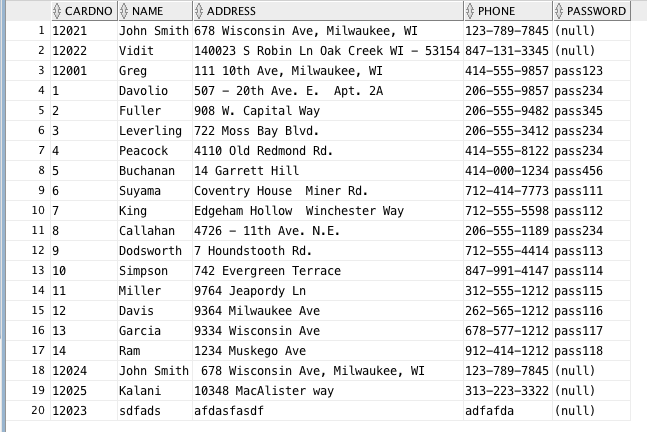 CARDNO NAME ADDRESS PHONE PASSWORD
1 12021 John Smith 678 Wisconsin Ave, Milwaukee, WI 123-789-7845 (null)
2 12022 Vidit 140023 S Robin Ln Oak Creek WI - 53154 847-131-3345 (null)
3 12001 Greg 111 10th Ave, Milwaukee, WI 414-555-9857 pass123
4 1 Davolio 507 - 20th Ave. E.  Apt. 2A 206-555-9857 pass234
5 2 Fuller 908 W. Capital Way 206-555-9482 pass345
6 3 Leverling 722 Moss Bay Blvd. 206-555-3412 pass234
7 4 Peacock 4110 Old Redmond Rd. 414-555-8122 pass234
8 5 Buchanan 14 Garrett Hill 414-000-1234 pass456
9 6 Suyama Coventry House  Miner Rd. 712-414-7773 pass111
10 7 King Edgeham Hollow  Winchester Way 712-555-5598 pass112
11 8 Callahan 4726 - 11th Ave. N.E. 206-555-1189 pass234
12 9 Dodsworth 7 Houndstooth Rd. 712-555-4414 pass113
13 10 Simpson 742 Evergreen Terrace 847-991-4147 pass114
14 11 Miller 9764 Jeapordy Ln 312-555-1212 pass115
15 12 Davis 9364 Milwaukee Ave 262-565-1212 pass116
16 13 Garcia 9334 Wisconsin Ave 678-577-1212 pass117
17 14 Ram 1234 Muskego Ave 912-414-1212 pass118
18 12024 John Smith 678 Wisconsin Ave, Milwaukee, WI 123-789-7845 (null)
19 12025 Kalani 10348 MacAlister way 313-223-3322 (null)
20 12023 sdfads afdasfasdf adfafda (null)